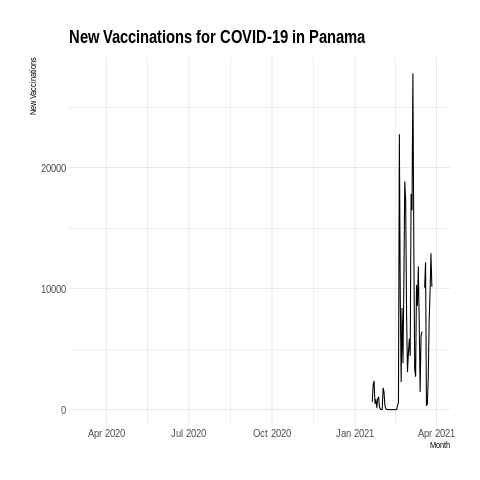 New Vaccinations for COVID-19 in Panama
New Vaccinations
20000
10000
0
Apr 2020 Jul 2020 Oct 2020 Jan 2021 Apr 2021
Month